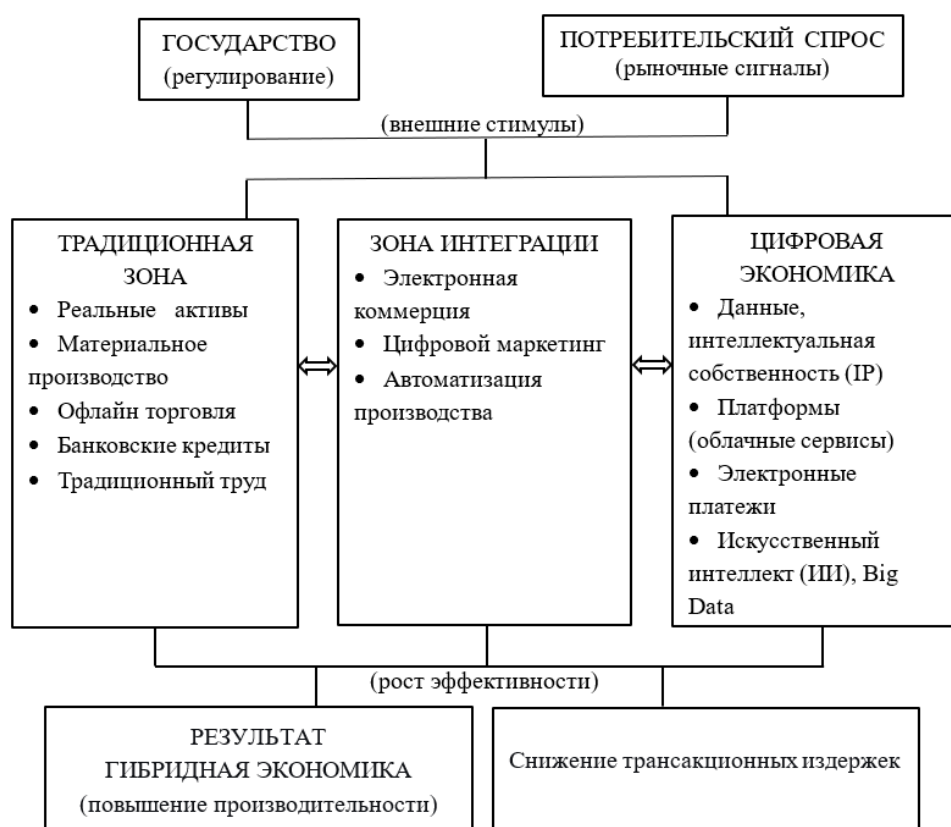 ГОСУДАРСТВО
(регулирование)
ПОТРЕБИТЕЛЬСКИЙ СПРОС
(рыночные сигналы)
(внешние стимулы)
ТРАДИЦИОННАЯ
ЗОНА
• Реальные активы
• Материальное
производство
• Офлайн торговля
• Банковские кредиты
• Традиционный труд
ЗОНА ИНТЕГРАЦИИ
• Электронная
коммерция
• Цифровой маркетинг
• Автоматизация
производства
ЦИФРОВАЯ
ЭКОНОМИКА
• Данные,
интеллектуальная
собственность (IP)
• Платформы
(облачные сервисы)
• Электронные
платежи
• Искусственный
интеллект (ИИ), Big
Data
(рост эффективности)
РЕЗУЛЬТАТ
ГИБРИДНАЯ ЭКОНОМИКА
(повышение производительности)
Снижение трансакционных издержек